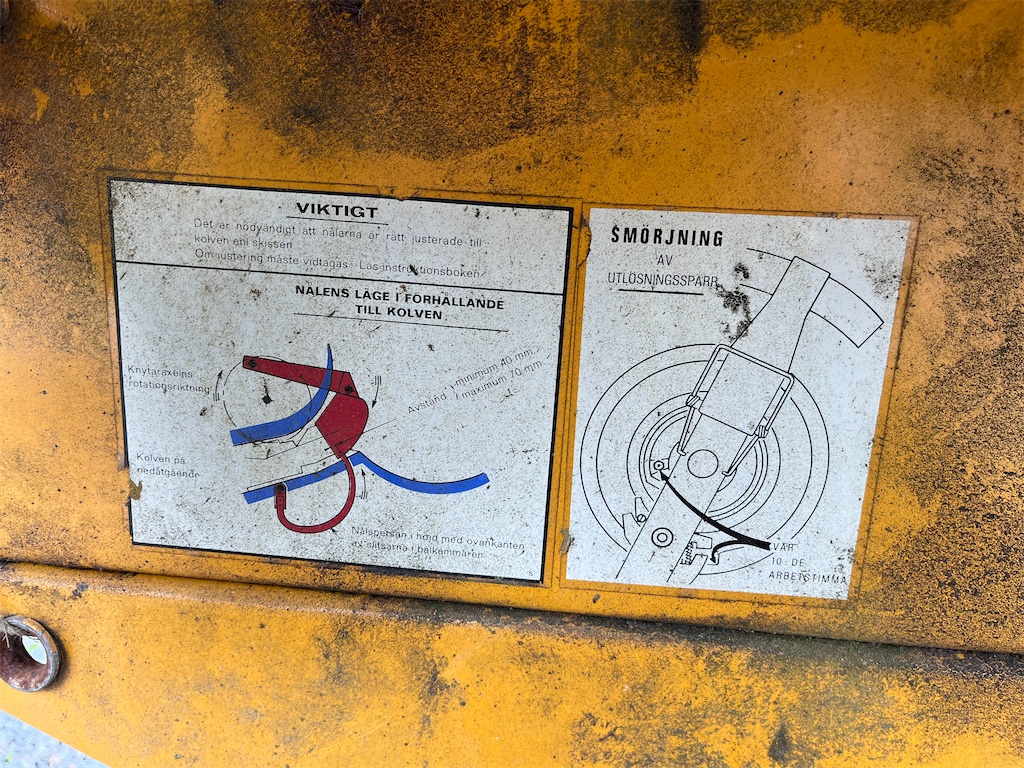 VIKTIGT
Det är nödvändigt att nålarna är rätt justerade till
kolven enl skissen
Om justering måste vidtagas Läs instruktionsboken
NÅLENS LÄGE I FÖRHÅLLANDE
TILL KOLVEN
Knytaraxelns
rotationsriktning
Avstånd minimum 40 mm
maximum 70 mm
Kolven på
nedåtgående
Nålspetsen i höjd med ovankanten
av slitsarna i balkammaren
SMÖRJNING
AV
UTLÖSNINGSSPÄRR
VAR
10:DE
ARBETSTIMMA